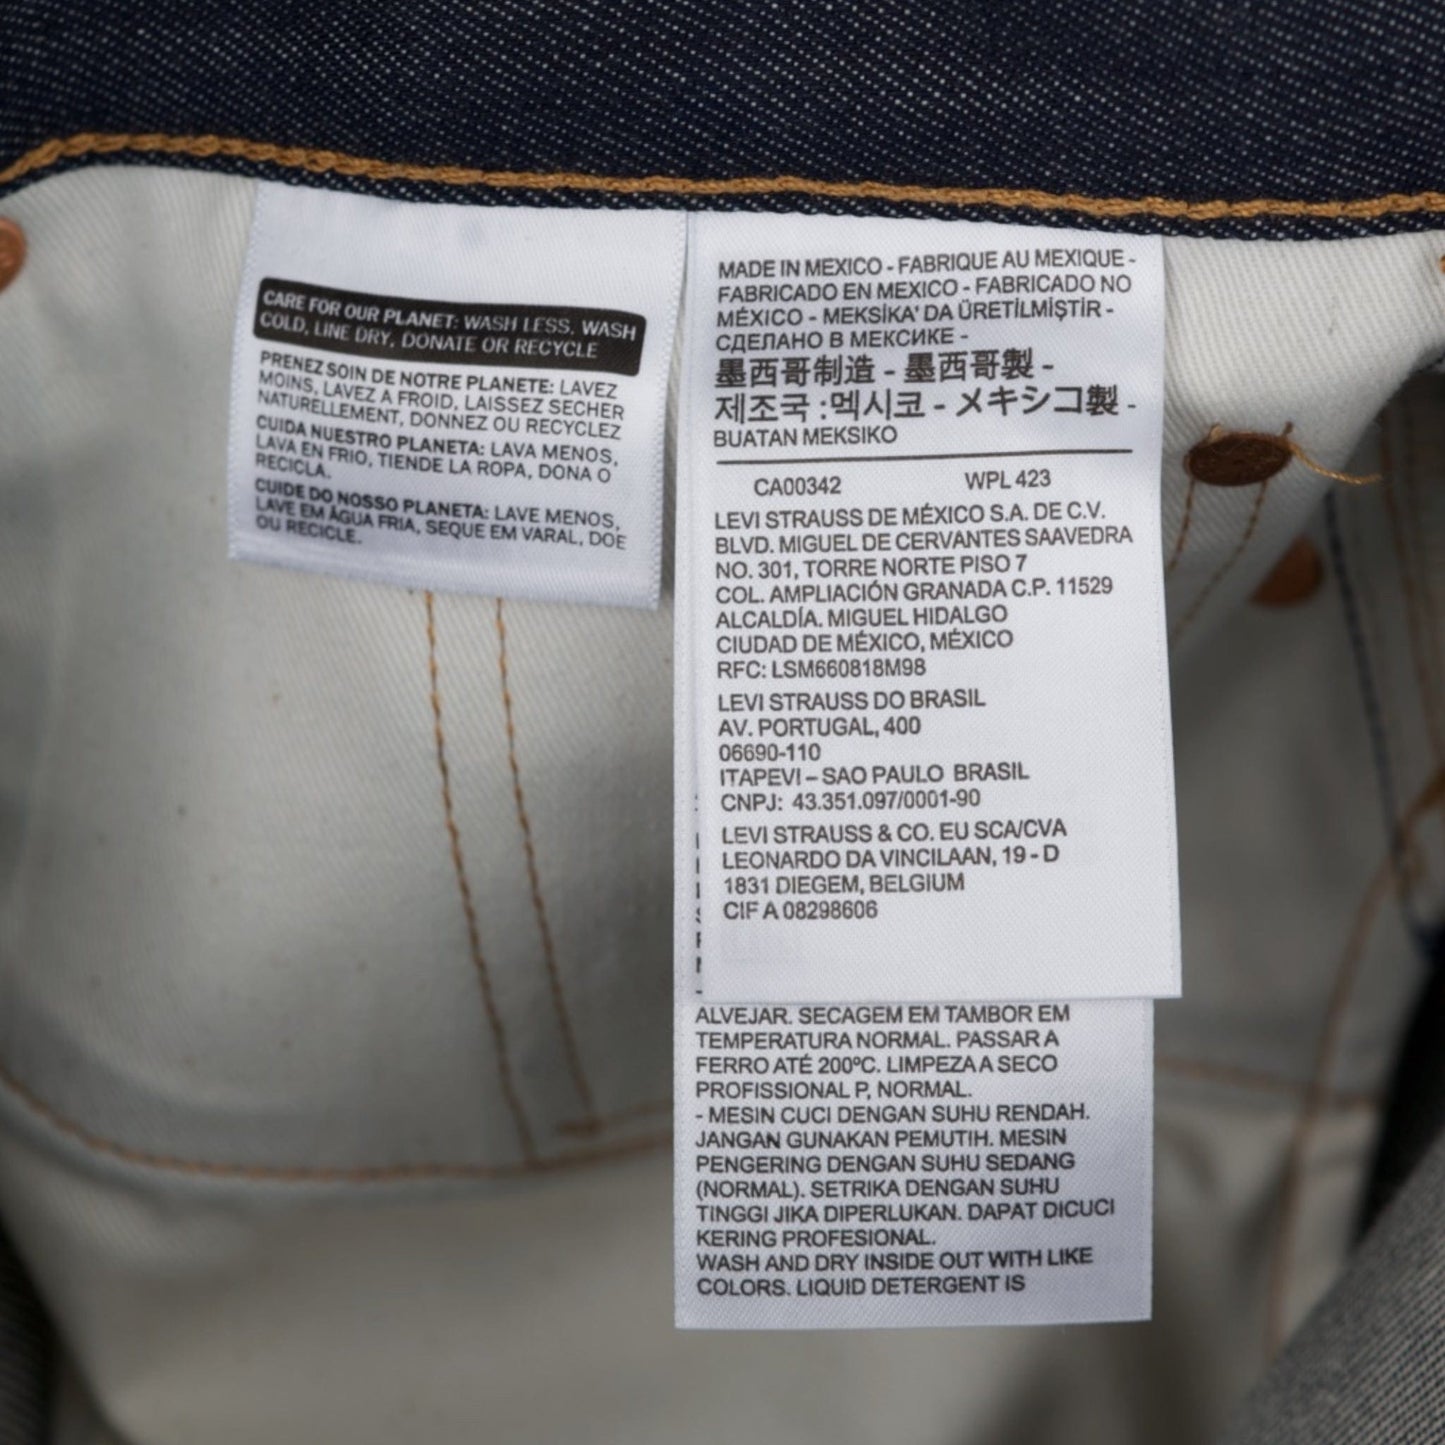 CARE FOR OUR PLANET: WASH LESS, WASH
COLD, LINE DRY, DONATE OR RECYCLE
PRENEZ SOIN DE NOTRE PLANETE: LAVEZ
MOINS, LAVEZ A FROID, LAISSEZ SECHER
NATURELLEMENT, DONNEZ OU RECYCLEZ
CUIDA NUESTRO PLANETA: LAVA MENOS,
LAVA EN FRIO, TIENDE LA ROPA, DONA O
RECICLA.
CUIDE DO NOSSO PLANETA: LAVE MENOS,
LAVE EM ÁGUA FRIA, SEQUE EM VARAL, DOE
OU RECICLE.
MADE IN MEXICO - FABRIQUE AU MEXIQUE -
FABRICADO EN MEXICO - FABRICADO NO
MÉXICO - MEKSİKA' DA ÜRETİLMİŞTİR -
СДЕЛАНО В МЕКСИКЕ -
墨西哥制造 - 墨西哥製 -
제조국 :멕시코 - メキシコ製 -
BUATAN MEKSIKO
CA00342 WPL 423
LEVI STRAUSS DE MÉXICO S.A. DE C.V.
BLVD. MIGUEL DE CERVANTES SAAVEDRA
NO. 301, TORRE NORTE PISO 7
COL. AMPLIACIÓN GRANADA C.P. 11529
ALCALDÍA. MIGUEL HIDALGO
CIUDAD DE MÉXICO, MÉXICO
RFC: LSM660818M98
LEVI STRAUSS DO BRASIL
AV. PORTUGAL, 400
06690-110
ITAPEVI – SAO PAULO BRASIL
CNPJ: 43.351.097/0001-90
LEVI STRAUSS & CO. EU SCA/CVA
LEONARDO DA VINCILAAN, 19 - D
1831 DIEGEM, BELGIUM
CIF A 08298606
ALVEJAR. SECAGEM EM TAMBOR EM
TEMPERATURA NORMAL. PASSAR A
FERRO ATÉ 200ºC. LIMPEZA A SECO
PROFISSIONAL P, NORMAL.
- MESIN CUCI DENGAN SUHU RENDAH.
JANGAN GUNAKAN PEMUTIH. MESIN
PENGERING DENGAN SUHU SEDANG
(NORMAL). SETRIKA DENGAN SUHU
TINGGI JIKA DIPERLUKAN. DAPAT DICUCI
KERING PROFESIONAL.
WASH AND DRY INSIDE OUT WITH LIKE
COLORS. LIQUID DETERGENT IS